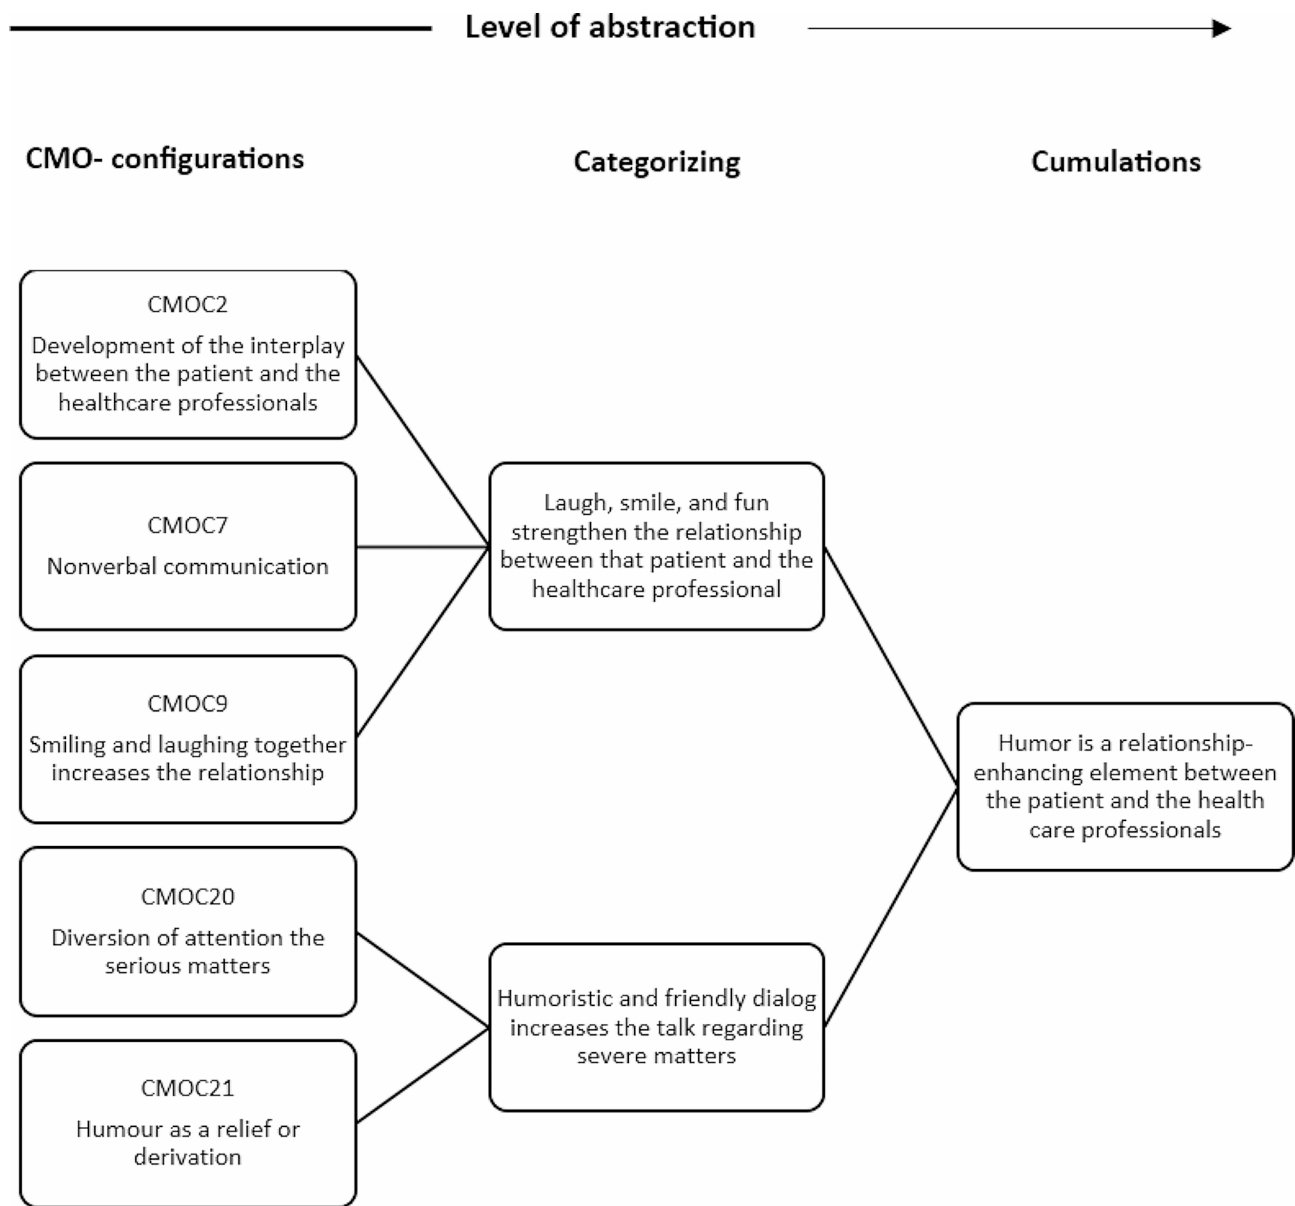 Level of abstraction
CMO- configurations
Categorizing
Cumulations
CMOC2
Development of the interplay
between the patient and the
healthcare professionals
CMOC7
Nonverbal communication
CMOC9
Smiling and laughing together
increases the relationship
CMOC20
Diversion of attention the
serious matters
CMOC21
Humour as a relief or
derivation
Laugh, smile, and fun
strengthen the relationship
between that patient and the
healthcare professional
Humoristic and friendly dialog
increases the talk regarding
severe matters
Humor is a relationship-
enhancing element between
the patient and the health
care professionals